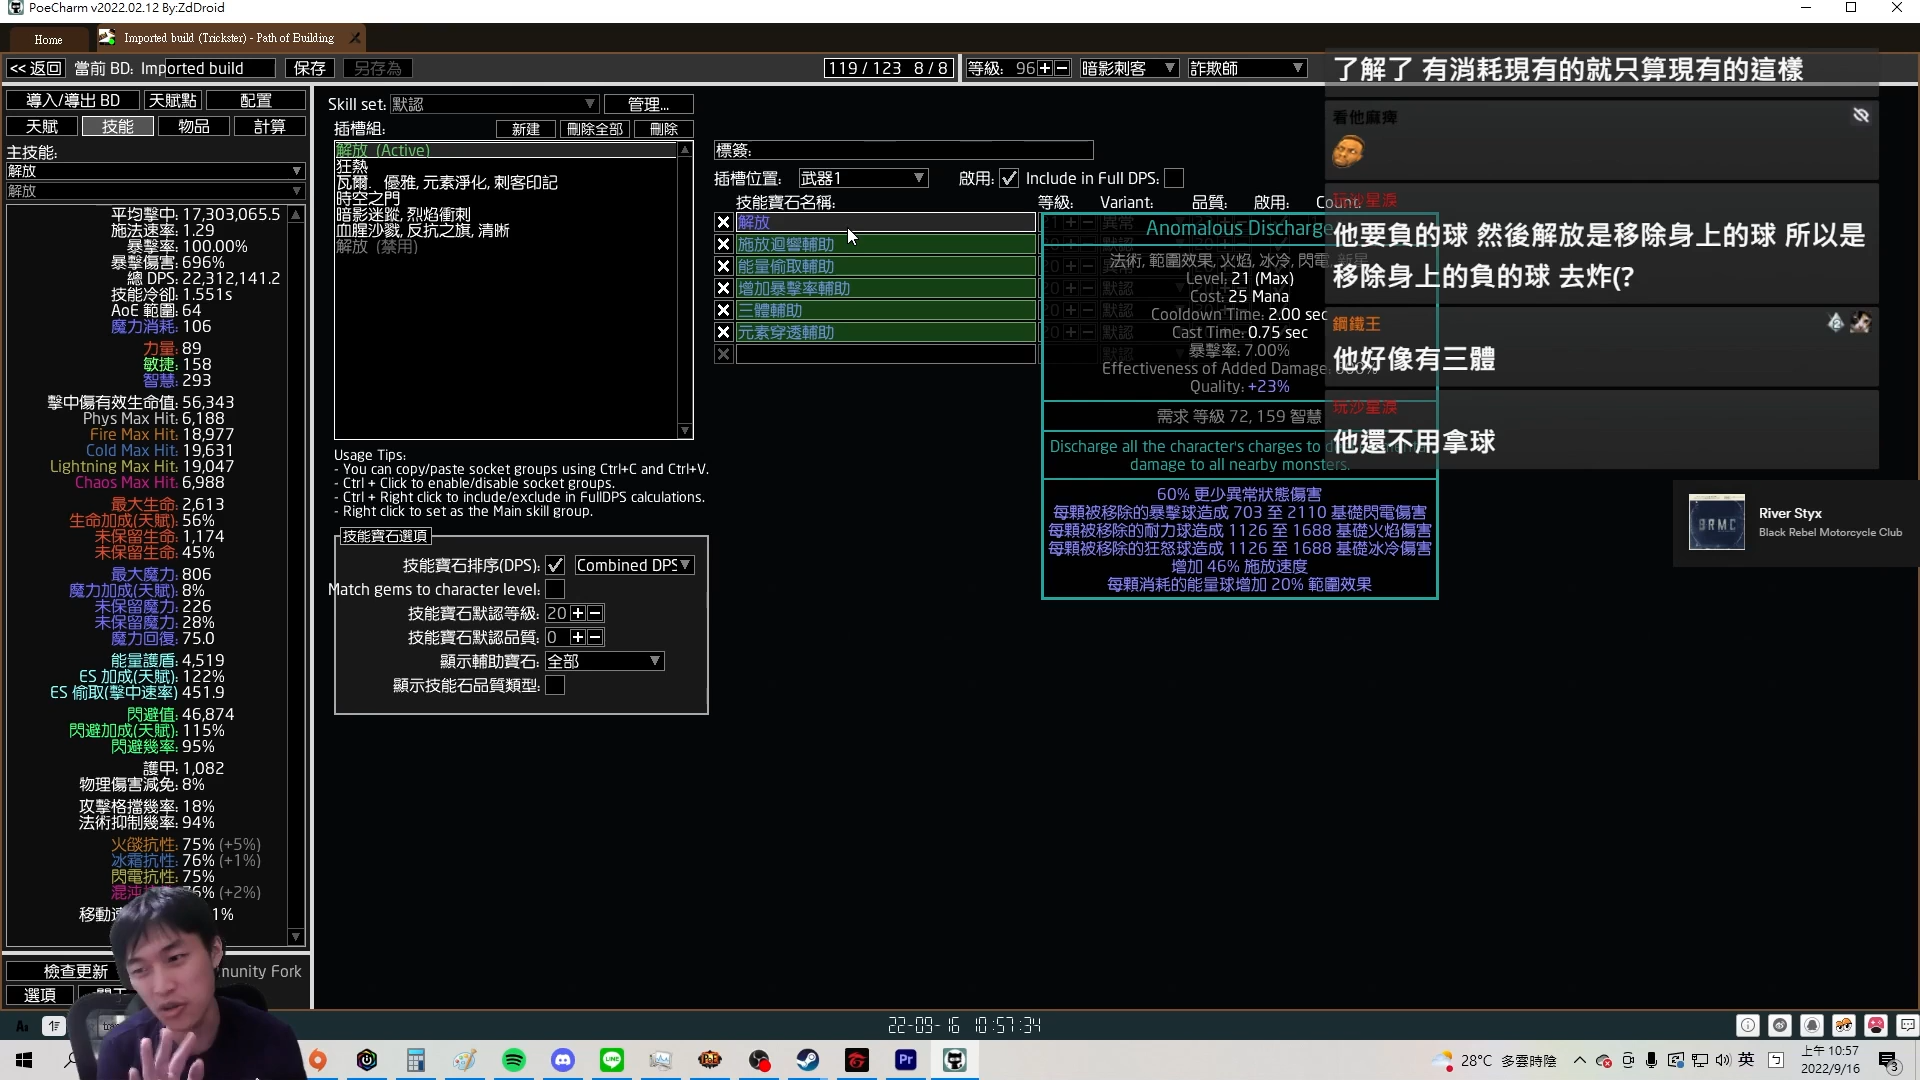 PoeCharm v2022.02.12 By:ZdDroid
Home
Imported build (Trickster) - Path of Building
<< 返回
當前 BD:
Imported build
保存
另存為
119 / 123 8 / 8
等級: 96
暗影刺客
詐欺師
導入/導出 BD
天賦點
配置
天賦
技能
物品
計算
主技能:
解放
解放
平均擊中: 17,303,065.5
施法速率: 1.29
暴擊率: 100.00%
暴擊傷害: 696%
總 DPS: 22,312,141.2
技能冷卻: 1.551s
AoE 範圍: 64
魔力消耗: 106
力量: 89
敏捷: 158
智慧: 293
擊中傷有效生命值: 56,343
Phys Max Hit: 6,188
Fire Max Hit: 18,977
Cold Max Hit: 19,631
Lightning Max Hit: 19,047
Chaos Max Hit: 6,988
最大生命: 2,613
生命加成(天賦): 56%
未保留生命: 1,174
未保留生命: 45%
最大魔力: 806
魔力加成(天賦): 8%
未保留魔力: 226
未保留魔力: 28%
魔力回復: 75.0
能量護盾: 4,519
ES 加成(天賦): 122%
ES 偷取(擊中速率) 451.9
閃避值: 46,874
閃避加成(天賦): 115%
閃避幾率: 95%
護甲: 1,082
物理傷害減免: 8%
攻擊格擋幾率: 18%
法術抑制幾率: 94%
火燄抗性: 75% (+5%)
冰霜抗性: 76% (+1%)
閃電抗性: 75%
(+2%)
1%
檢查更新
munity Fork
選項
Skill set: 默認
管理...
插槽組:
新建
刪除全部
刪除
解放 (Active)
狂熱
瓦爾．優雅, 元素淨化, 刺客印記
時空之門
暗影迷蹤, 烈焰衝刺
血腥沙戮, 反抗之旗, 清晰
解放 (禁用)
Usage Tips:
- You can copy/paste socket groups using Ctrl+C and Ctrl+V.
- Ctrl + Click to enable/disable socket groups.
- Ctrl + Right click to include/exclude in FullDPS calculations.
- Right click to set as the Main skill group.
技能寶石選項
技能寶石排序(DPS):
Combined DPS
Match gems to character level:
技能寶石默認等級: 20
技能寶石默認品質: 0
顯示輔助寶石: 全部
顯示技能石品質類型:
標簽:
插槽位置: 武器1
啟用:
Include in Full DPS:
技能寶石名稱:
等級:
Variant:
品質:
啟用:
Count:
解放
施放迴響輔助
能量偷取輔助
增加暴擊率輔助
三體輔助
元素穿透輔助
Anomalous Discharge
法術, 範圍效果, 火焰, 冰冷, 閃電, 新星
Level: 21 (Max)
Cost: 25 Mana
Cooldown Time: 2.00 sec
Cast Time: 0.75 sec
暴擊率: 7.00%
Effectiveness of Added Damage:
Quality: +23%
需求 等級 72, 159 智慧
Discharge all the character's charges to
damage to all nearby monsters.
60% 更少異常狀態傷害
每顆被移除的暴擊球造成 703 至 2110 基礎閃電傷害
每顆被移除的耐力球造成 1126 至 1688 基礎火焰傷害
每顆被移除的狂怒球造成 1126 至 1688 基礎冰冷傷害
增加 46% 施放速度
每顆消耗的能量球增加 20% 範圍效果
了解了 有消耗現有的就只算現有的這樣
看他麻痺
玩沙星淚
他要負的球 然後解放是移除身上的球 所以是
移除身上的負的球 去炸(?
鋼鐵王
他好像有三體
玩沙星淚
他還不用拿球
BRMC
River Styx
Black Rebel Motorcycle Club
22-09-16 10:57:34
28°C 多雲時陰
英
上午 10:57
2022/9/16
3